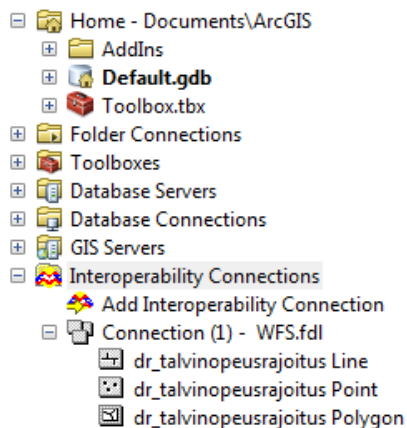 Home - Documents\ArcGIS
AddIns
Default.gdb
Toolbox.tbx
Folder Connections
Toolboxes
Database Servers
Database Connections
GIS Servers
Interoperability Connections
Add Interoperability Connection
Connection (1) - WFS.fdl
dr_talvinopeusrajoitus Line
dr_talvinopeusrajoitus Point
dr_talvinopeusrajoitus Polygon